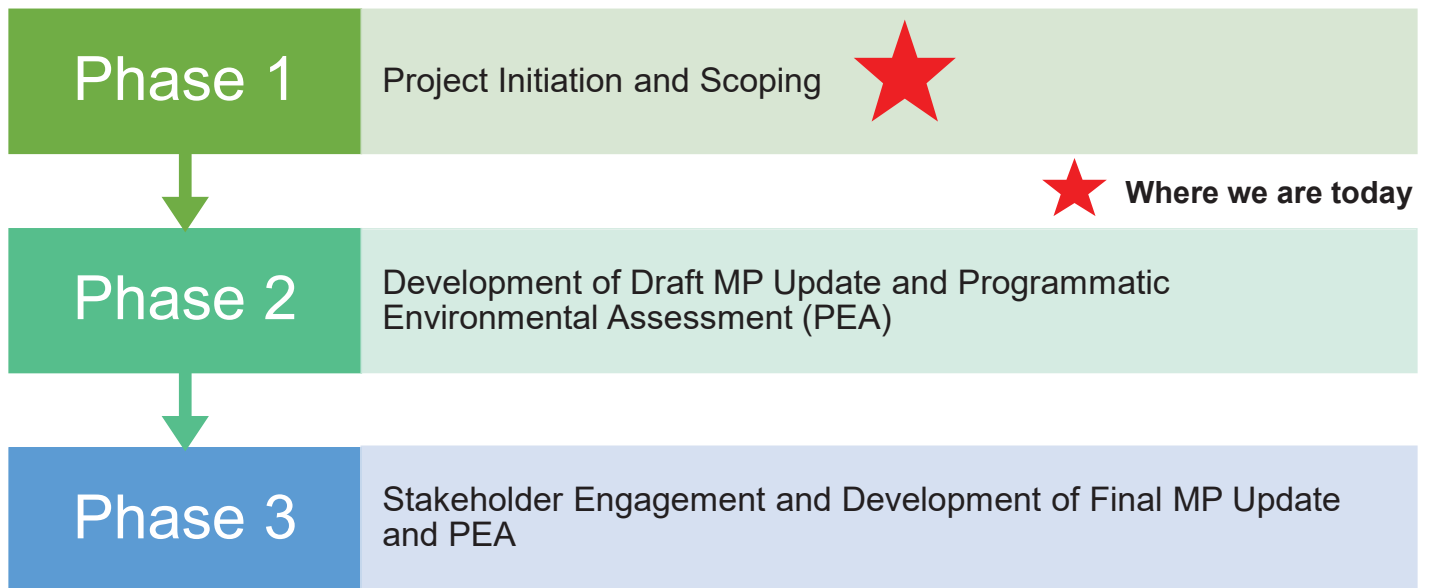 Phase 1
Project Initiation and Scoping
Where we are today
Phase 2
Development of Draft MP Update and Programmatic
Environmental Assessment (PEA)
Phase 3
Stakeholder Engagement and Development of Final MP Update
and PEA